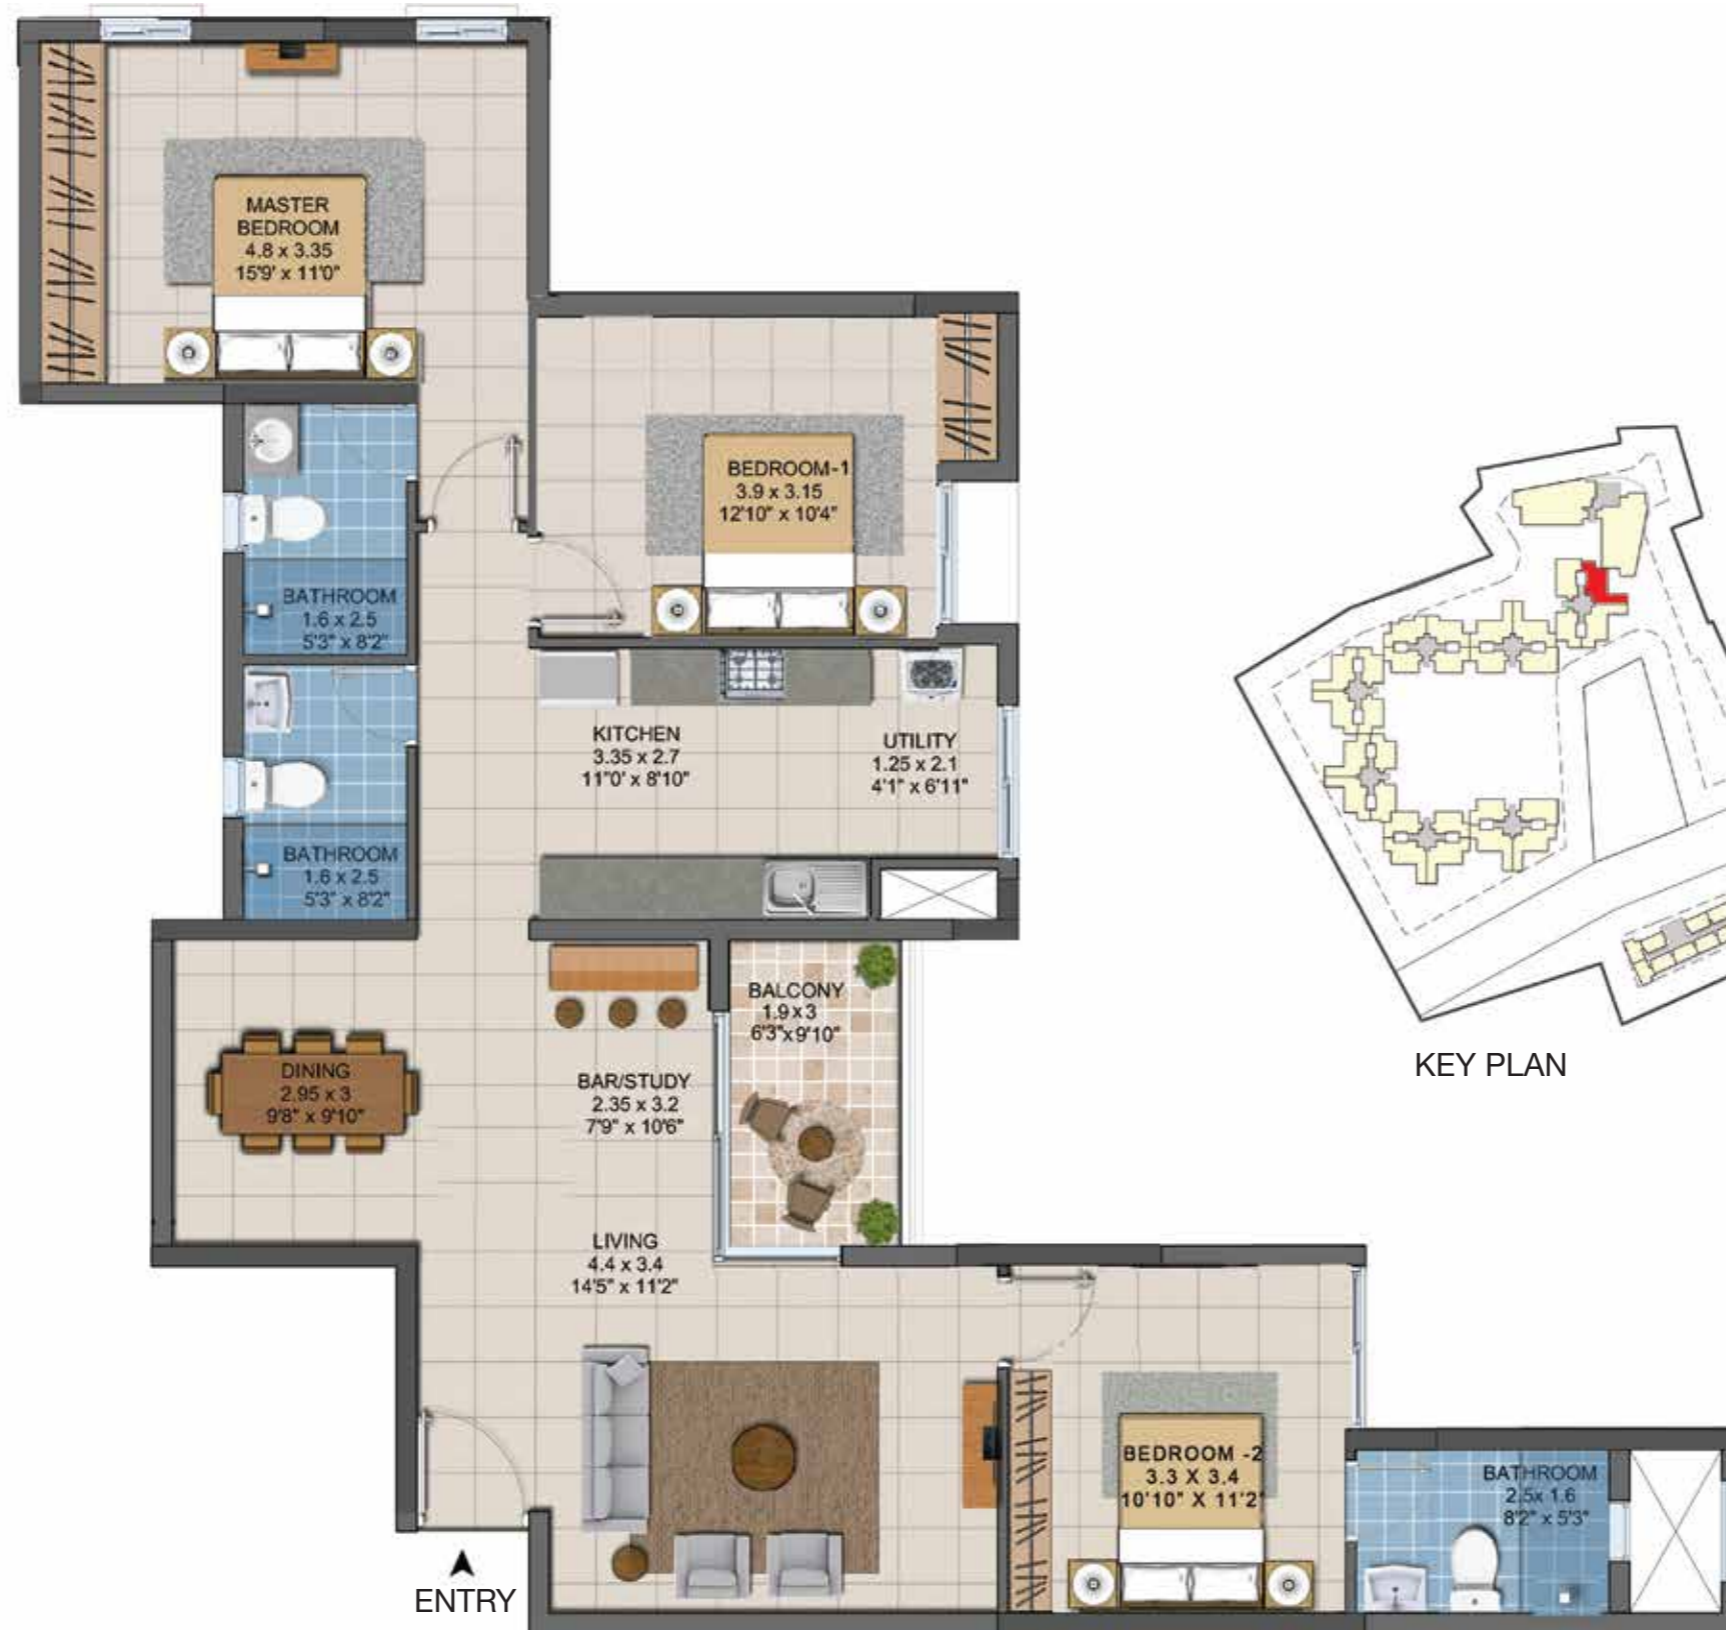 MASTER
BEDROOM
4.8 x 3.35
15'9' x 11'0"
BEDROOM-1
3.9 x 3.15
12'10" x 10'4"
BATHROOM
1.6 x 2.5
5'3" x 8'2"
KITCHEN
3.35 x 2.7
11"0' x 8'10"
UTILITY
1.25 x 2.1
4'1" x 6'11"
BATHROOM
1.6 x 2.5
5'3" x 8'2"
BALCONY
1.9 x 3
6'3"x9'10"
DINING
2.95 x 3
9'8" x 9'10"
BAR/STUDY
2.35 x 3.2
7'9" x 10'6"
KEY PLAN
LIVING
4.4 x 3.4
14'5" x 11'2"
BEDROOM -2
3.3 X 3.4
10'10" X 11'2"
BATHROOM
2.5x 1.6
8'2" x 5'3"
ENTRY